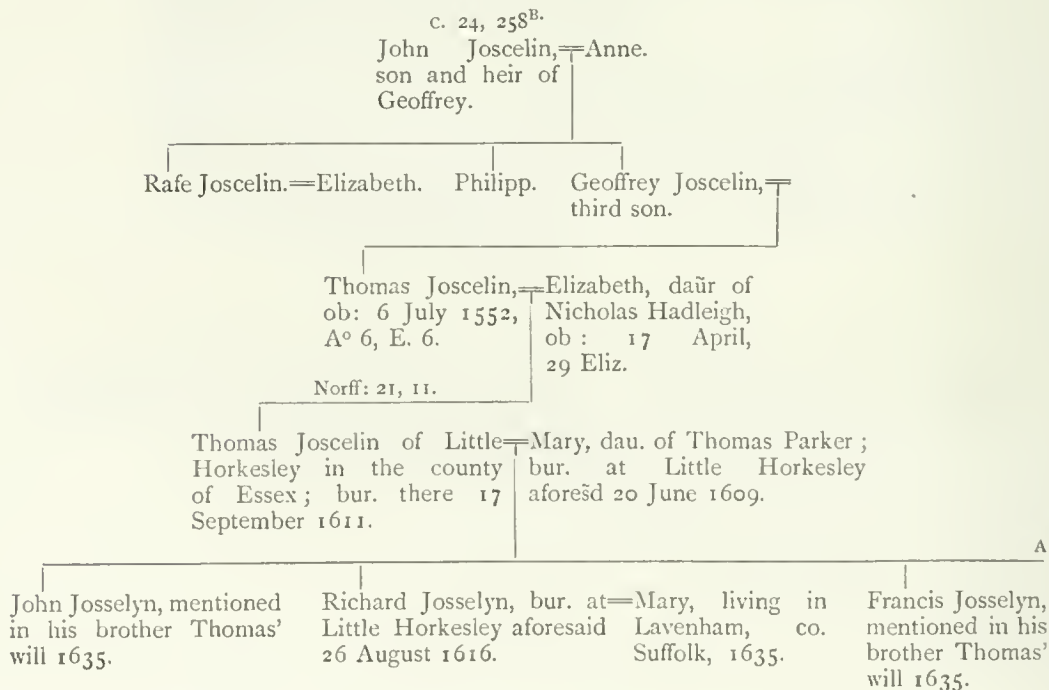 C. 24, 258B.
John Joscelin,
son and heir of
Geoffrey.
Anne.
Rafe Joscelin.
Elizabeth.
Philipp.
Geoffrey Joscelin,
third son.
Thomas Joscelin,
ob: 6 July 1552,
Aº 6, E. 6.
Elizabeth, daũr of
Nicholas Hadleigh,
ob : 17 April,
29 Eliz.
Norff: 21, 11.
Thomas Joscelin of Little
Horkesley in the county
of Essex ; bur. there 17
September 1611.
Mary, dau. of Thomas Parker ;
bur. at Little Horkesley
afores̃d 20 June 1609.
A
John Josselyn, mentioned
in his brother Thomas'
will 1635.
Richard Josselyn, bur. at
Little Horkesley aforesaid
26 August 1616.
Mary, living in
Lavenham, co.
Suffolk, 1635.
Francis Josselyn,
mentioned in his
brother Thomas'
will 1635.